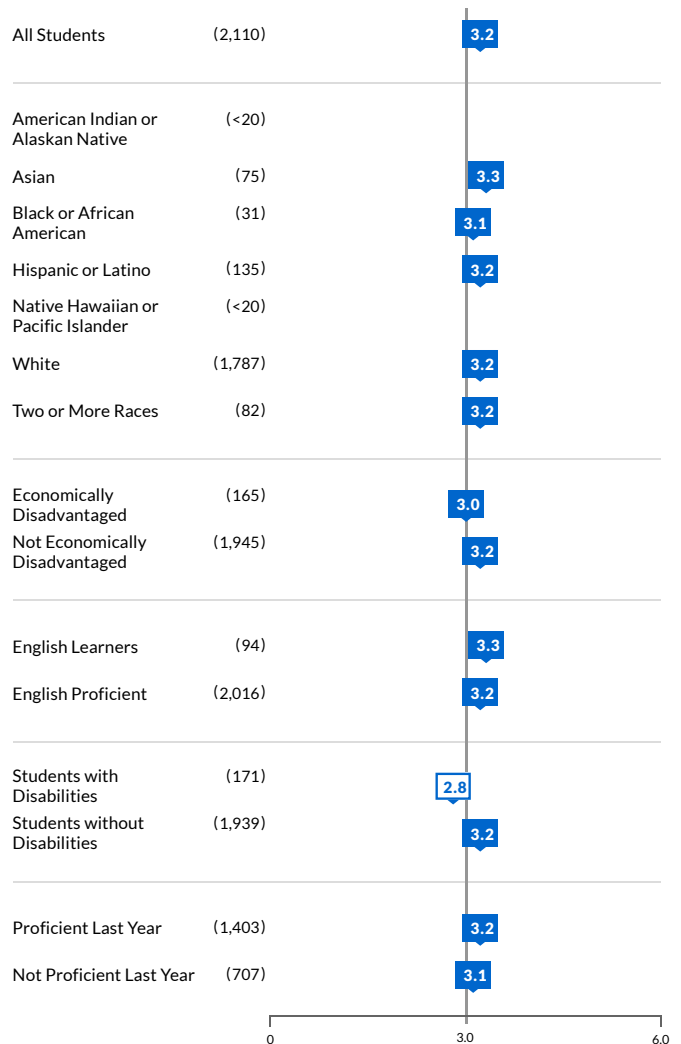 All Students (2,110) 3.2
American Indian or (<20)
Alaskan Native
Asian (75) 3.3
Black or African (31) 3.1
American
Hispanic or Latino (135) 3.2
Native Hawaiian or (<20)
Pacific Islander
White (1,787) 3.2
Two or More Races (82) 3.2
Economically (165) 3.0
Disadvantaged
Not Economically (1,945) 3.2
Disadvantaged
English Learners (94) 3.3
English Proficient (2,016) 3.2
Students with (171) 2.8
Disabilities
Students without (1,939) 3.2
Disabilities
Proficient Last Year (1,403) 3.2
Not Proficient Last Year (707) 3.1
0 3.0 6.0